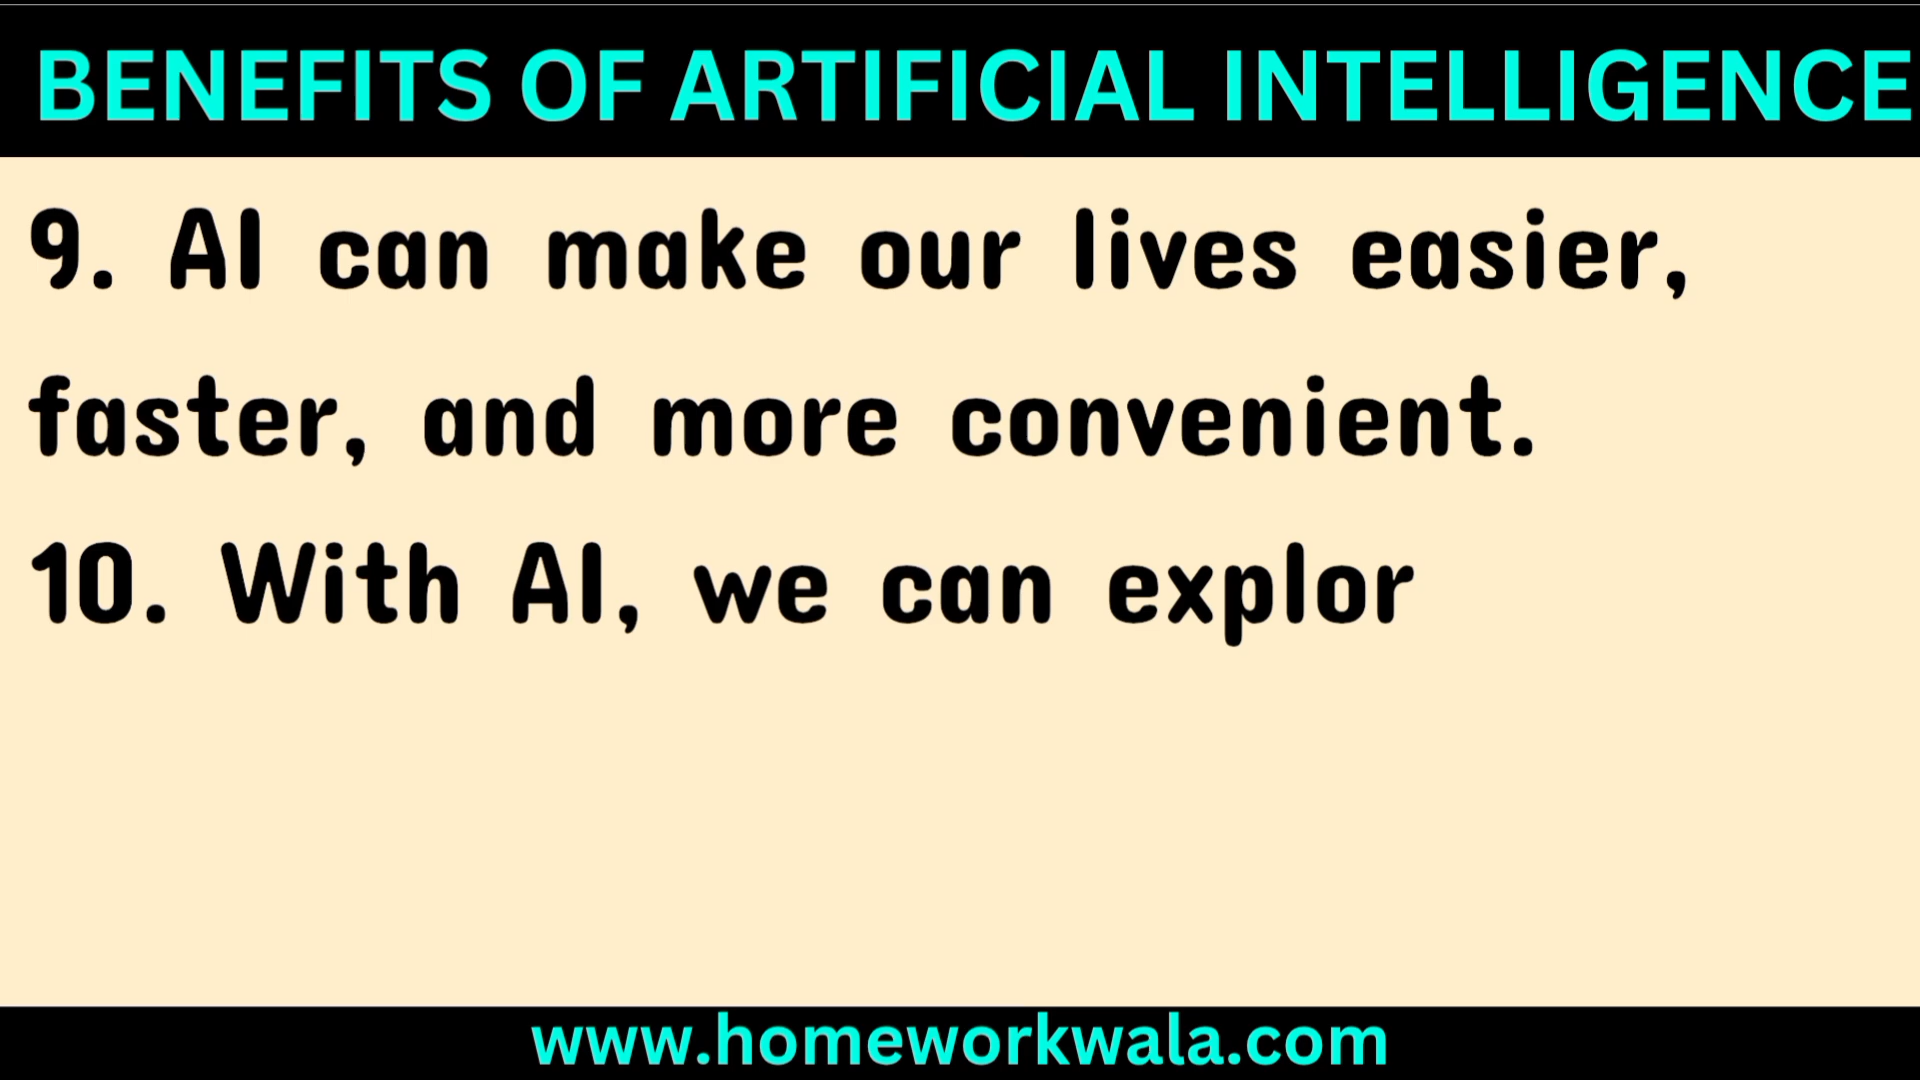 BENEFITS OF ARTIFICIAL INTELLIGENCE
9. AI can make our lives easier,
faster, and more convenient.
10. With AI, we can explor
www.homeworkwala.com